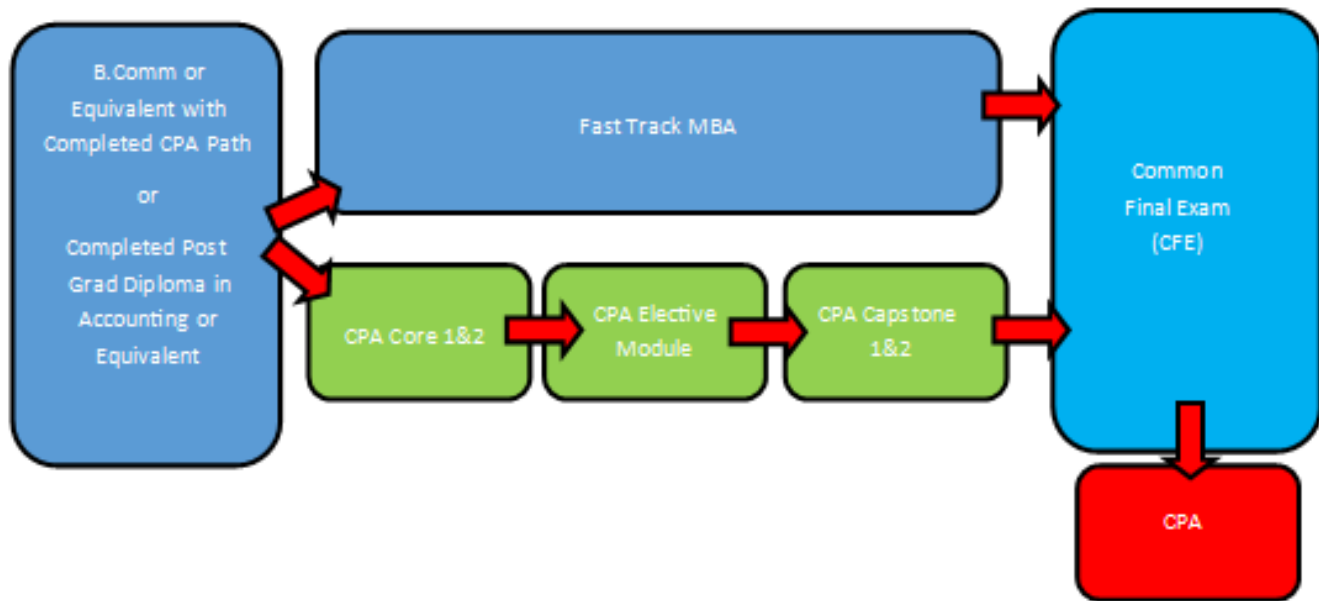 B.Comm or
Equivalent with
Completed CPA Path
or
Completed Post
Grad Diploma in
Accounting or
Equivalent
Fast Track MBA
CPA Core 1&2
CPA Elective
Module
CPA Capstone
1&2
Common
Final Exam
(CFE)
CPA